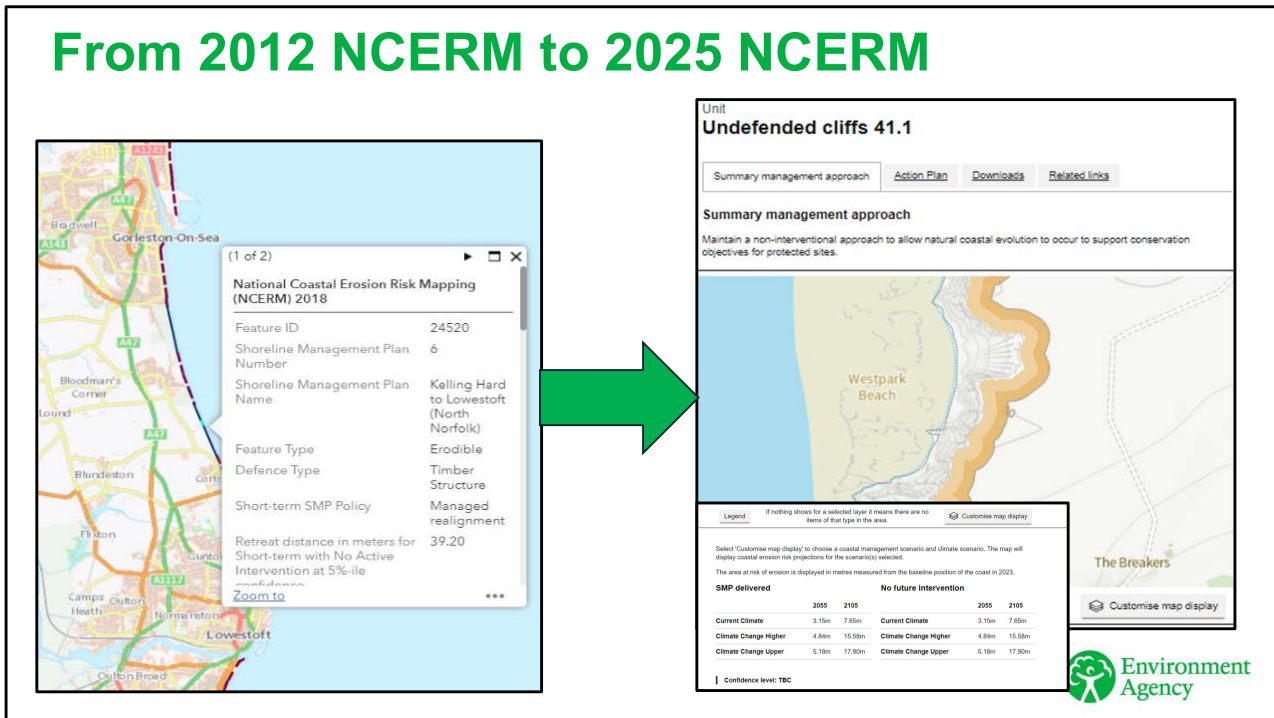 From 2012 NCERM to 2025 NCERM
A1243
A47
Bradwell
A143
Gorleston-On-Sea
A47
Bloodman's
Corner
Lound
A47
Blundeston
Corto
Flixton
Gunto
A1117
Camps
Heath
Oulton
Normanston
Lowestoft
Oulton Broad
(1 of 2)
National Coastal Erosion Risk Mapping
(NCERM) 2018
Feature ID 24520
Shoreline Management Plan 6
Number
Shoreline Management Plan Kelling Hard
Name to Lowestoft
(North
Norfolk)
Feature Type Erodible
Defence Type Timber
Structure
Short-term SMP Policy Managed
realignment
Retreat distance in meters for 39.20
Short-term with No Active
Intervention at 5%-ile
confidence
Zoom to
Unit
Undefended cliffs 41.1
Summary management approach Action Plan Downloads Related links
Summary management approach
Maintain a non-interventional approach to allow natural coastal evolution to occur to support conservation
objectives for protected sites.
Westpark
Beach
The Breakers
Customise map display
Legend
If nothing shows for a selected layer it means there are no
items of that type in the area.
Customise map display
Select 'Customise map display' to choose a coastal management scenario and climate scenario. The map will
display coastal erosion risk projections for the scenario(s) selected.
The area at risk of erosion is displayed in metres measured from the baseline position of the coast in 2023.
SMP delivered No future intervention
2055 2105 2055 2105
Current Climate 3.15m 7.65m Current Climate 3.15m 7.65m
Climate Change Higher 4.84m 15.58m Climate Change Higher 4.84m 15.58m
Climate Change Upper 5.18m 17.90m Climate Change Upper 5.18m 17.90m
Confidence level: TBC
Environment
Agency